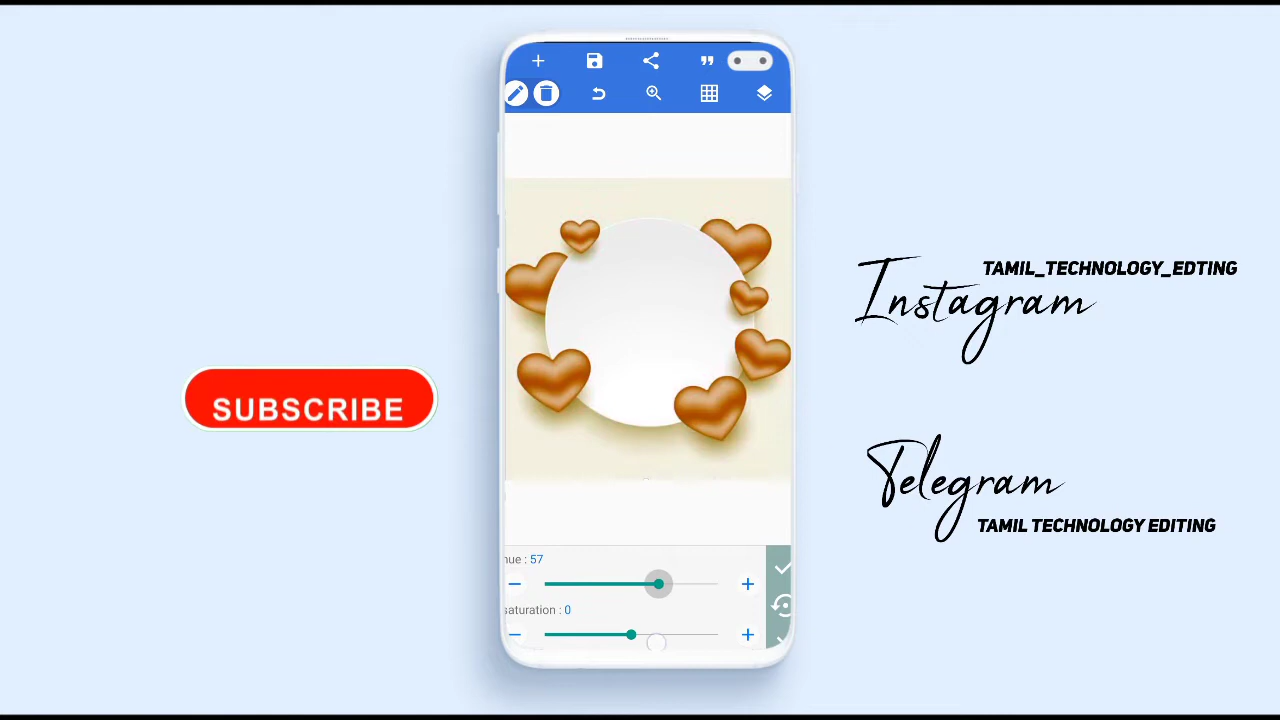 SUBSCRIBE
hue : 57
saturation : 0
TAMIL_TECHNOLOGY_EDTING
Instagram
Telegram
TAMIL TECHNOLOGY EDITING